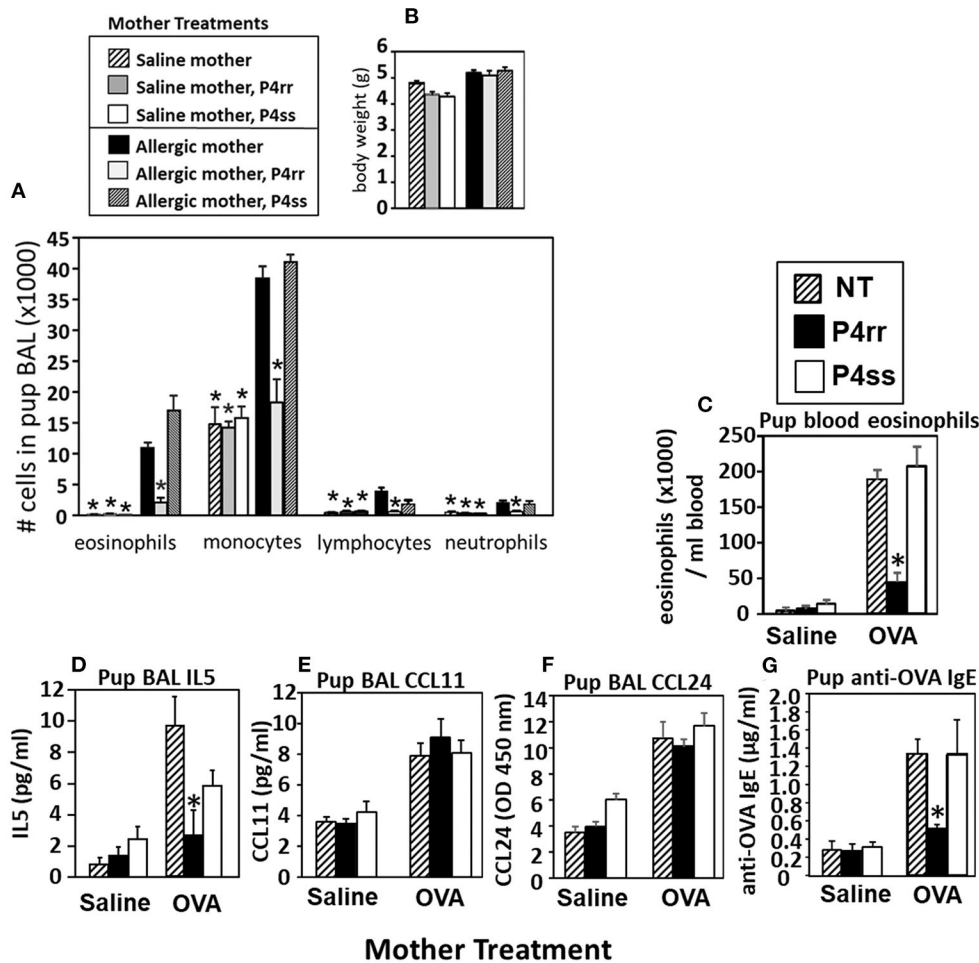 Mother Treatments
Saline mother
Saline mother, P4rr
Saline mother, P4ss
Allergic mother
Allergic mother, P4rr
Allergic mother, P4ss
B
body weight (g)
6
5
4
3
2
1
0
A
# cells in pup BAL (x1000)
45
40
35
30
25
20
15
10
5
0
* * *
*
* * *
*
* * *
*
* * *
*
eosinophils monocytes lymphocytes neutrophils
NT
P4rr
P4ss
C
Pup blood eosinophils
eosinophils (x1000)
/ ml blood
250
200
150
100
50
0
*
Saline OVA
D
Pup BAL IL5
IL5 (pg/ml)
12
10
8
6
4
2
0
*
Saline OVA
E
Pup BAL CCL11
CCL11 (pg/ml)
12
10
8
6
4
2
0
Saline OVA
F
Pup BAL CCL24
CCL24 (OD 450 nm)
14
12
10
8
6
4
2
0
Saline OVA
G
Pup anti-OVA IgE
anti-OVA IgE (µg/ml)
2.0
1.8
1.6
1.4
1.2
1.0
0.8
0.6
0.4
0.2
*
Saline OVA
Mother Treatment